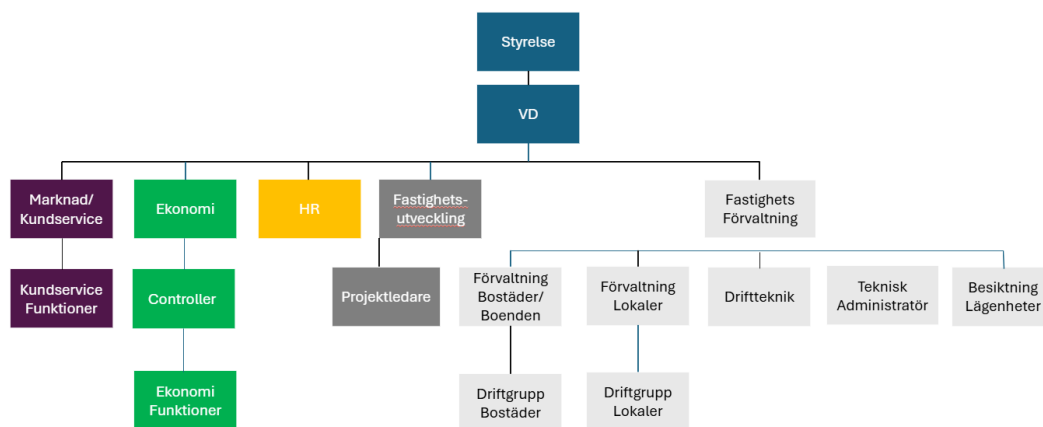 Styrelse
VD
Marknad/
Kundservice
Ekonomi
HR
Fastighets-
utveckling
Fastighets
Förvaltning
Kundservice
Funktioner
Controller
Projektledare
Förvaltning
Bostäder/
Boenden
Förvaltning
Lokaler
Driftteknik
Teknisk
Administratör
Besiktning
Lägenheter
Ekonomi
Funktioner
Driftgrupp
Bostäder
Driftgrupp
Lokaler